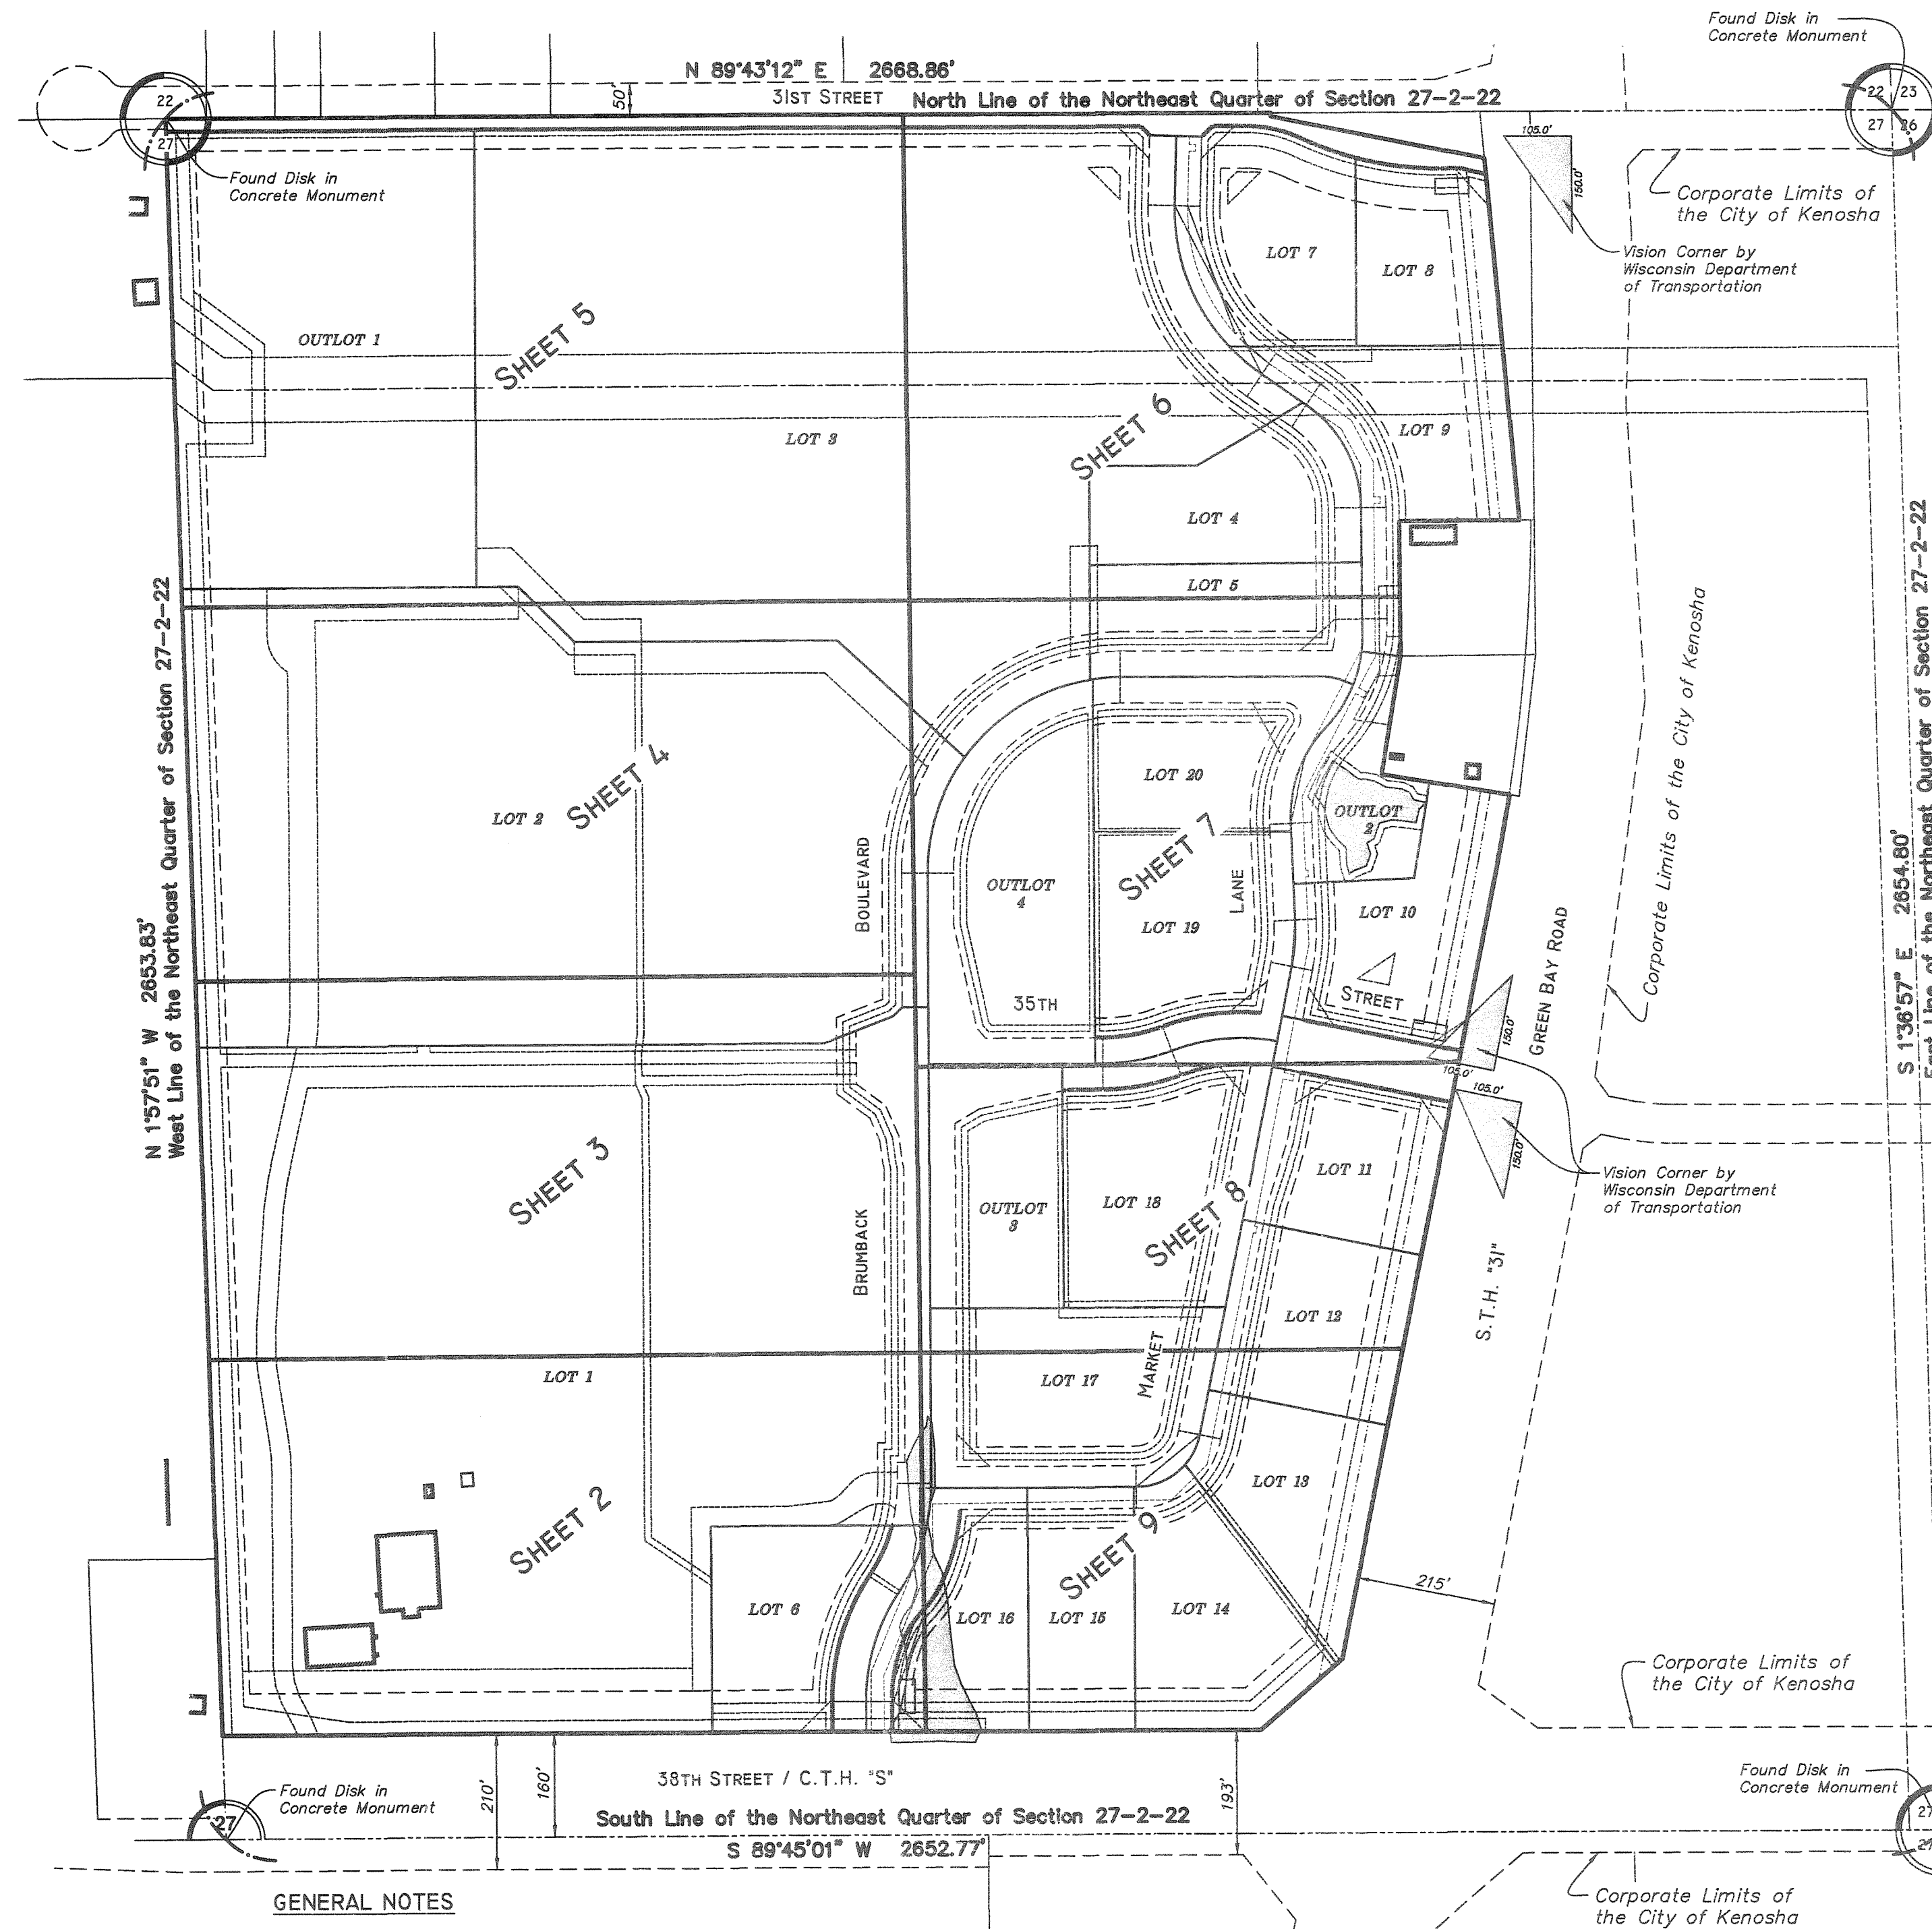 Found Disk in
Concrete Monument
N 89°43'12" E 2668.86'
31ST STREET
North Line of the Northeast Quarter of Section 27-2-22
50'
22
27
22 23
27 26
Found Disk in
Concrete Monument
105.0'
150.0'
Corporate Limits of
the City of Kenosha
Vision Corner by
Wisconsin Department
of Transportation
LOT 7
LOT 8
OUTLOT 1
SHEET 5
SHEET 6
LOT 3
LOT 9
LOT 4
LOT 5
N 1°57'51" W 2653.83'
West Line of the Northeast Quarter of Section 27-2-22
Corporate Limits of the City of Kenosha
S 1°36'57" E 2654.80'
East Line of the Northeast Quarter of Section 27-2-22
SHEET 4
LOT 2
LOT 20
OUTLOT
2
SHEET 7
BOULEVARD
OUTLOT
4
LANE
LOT 19
LOT 10
GREEN BAY ROAD
35TH
STREET
150.0'
105.0'
105.0'
150.0'
SHEET 3
LOT 11
Vision Corner by
Wisconsin Department
of Transportation
OUTLOT
3
LOT 18
SHEET 8
BRUMBACK
S.T.H. "31"
LOT 12
MARKET
LOT 1
LOT 17
LOT 13
SHEET 2
SHEET 9
215'
LOT 6
LOT 16
LOT 15
LOT 14
Corporate Limits of
the City of Kenosha
Found Disk in
Concrete Monument
27
210'
160'
38TH STREET / C.T.H. "S"
193'
Found Disk in
Concrete Monument
27
South Line of the Northeast Quarter of Section 27-2-22
S 89°45'01" W 2652.77'
Corporate Limits of
the City of Kenosha
GENERAL NOTES